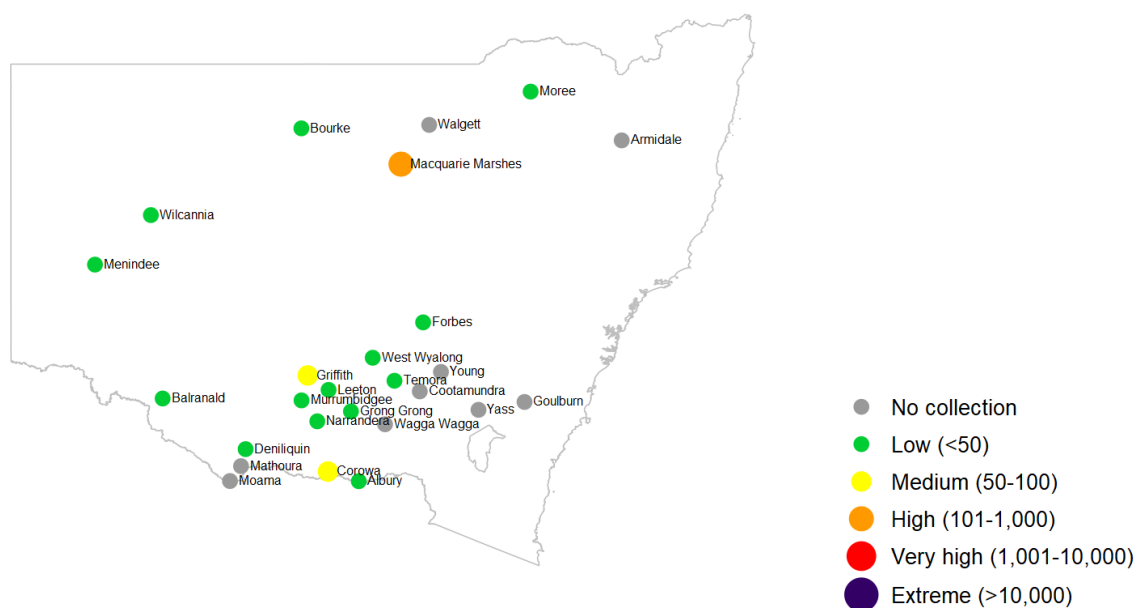 Moree
Walgett
Bourke
Armidale
Macquarie Marshes
Wilcannia
Menindee
Forbes
West Wyalong
Young
Griffith
Temora
Leeton
Cootamundra
Balranald
Murrumbidgee
Goulburn
Grong Grong
Yass
Narrandera
Wagga Wagga
Deniliquin
Mathoura
Corowa
Moama
Albury
No collection
Low (<50)
Medium (50-100)
High (101-1,000)
Very high (1,001-10,000)
Extreme (>10,000)